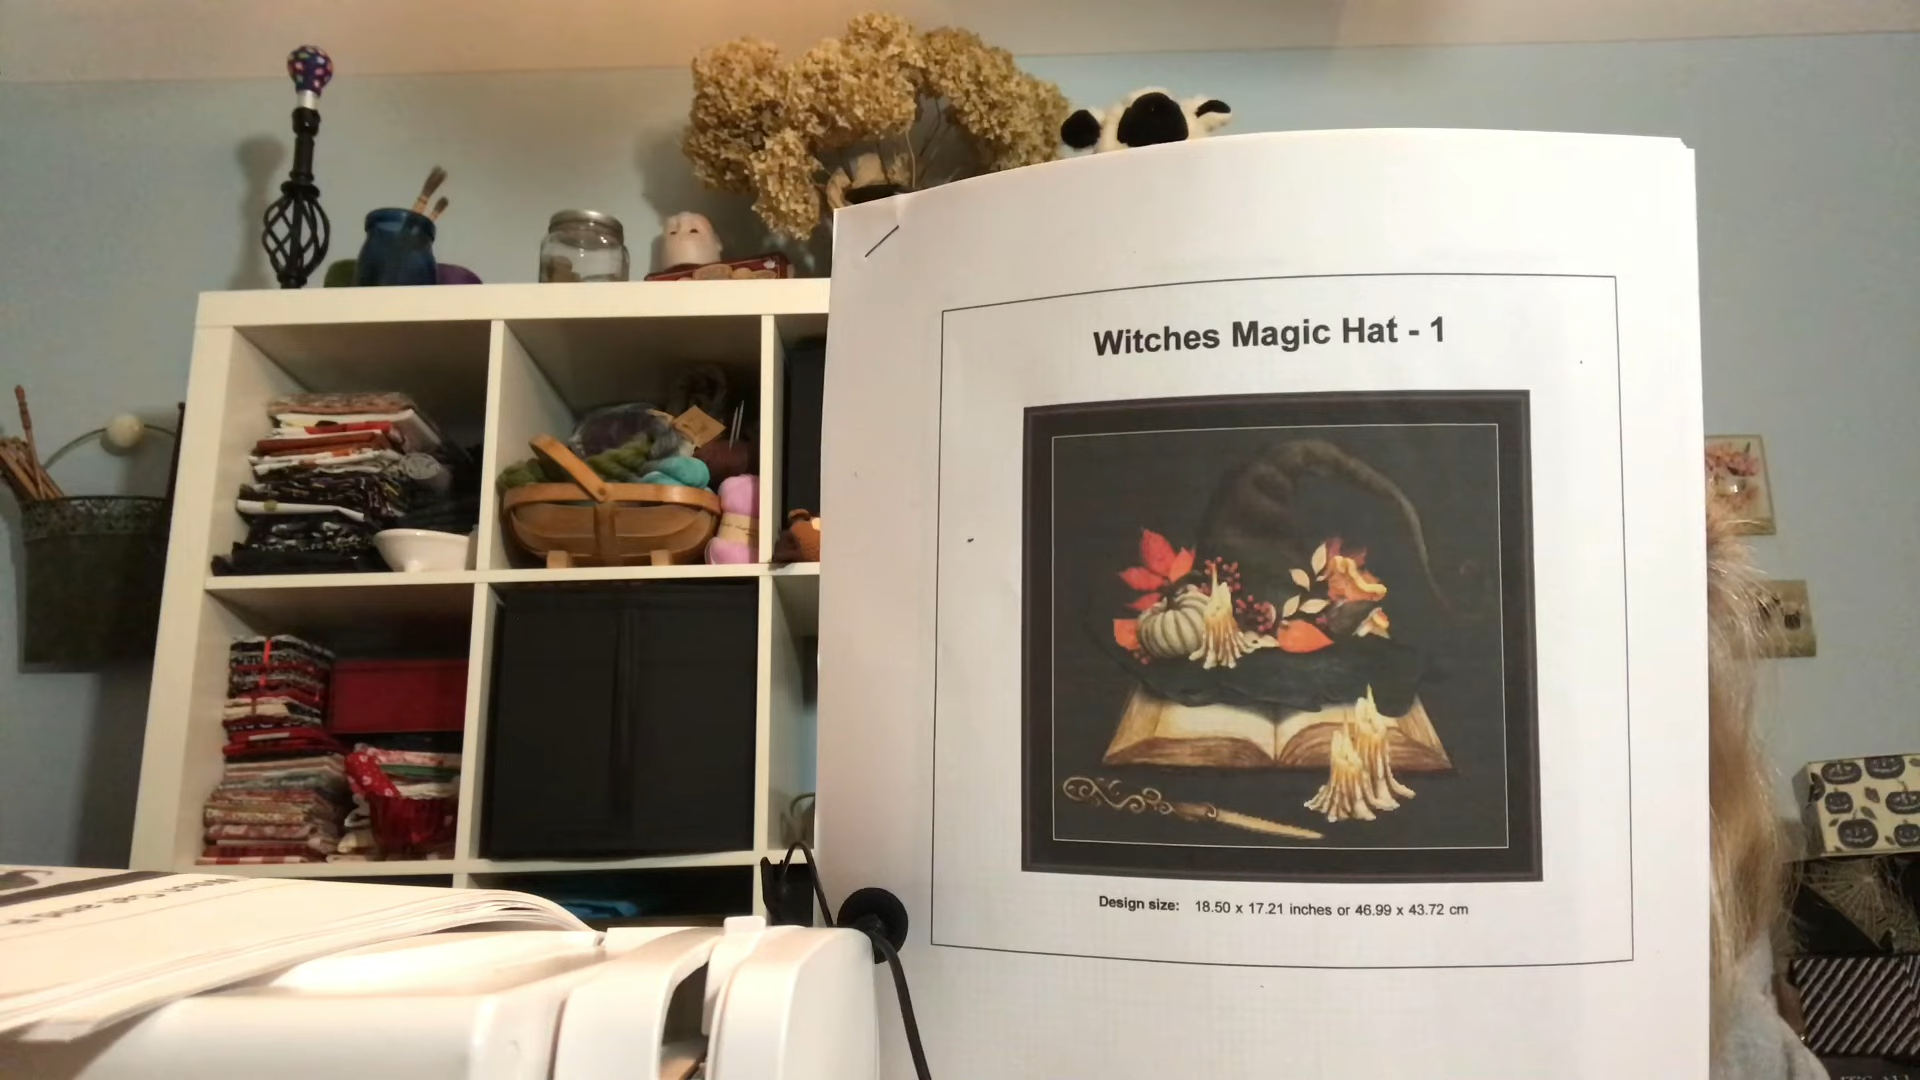 Witches Magic Hat - 1
Design size: 18.50 x 17.21 inches or 46.99 x 43.72 cm